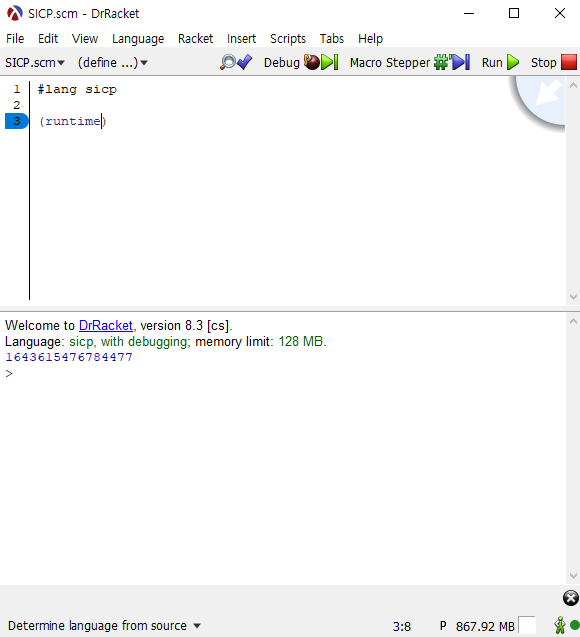 SICP.scm - DrRacket
File Edit View Language Racket Insert Scripts Tabs Help
SICP.scm (define ...) Debug Macro Stepper Run Stop
1 #lang sicp
2
3 (runtime)
Welcome to DrRacket, version 8.3 [cs].
Language: sicp, with debugging; memory limit: 128 MB.
1643615476784477
>
Determine language from source 3:8 P 867.92 MB